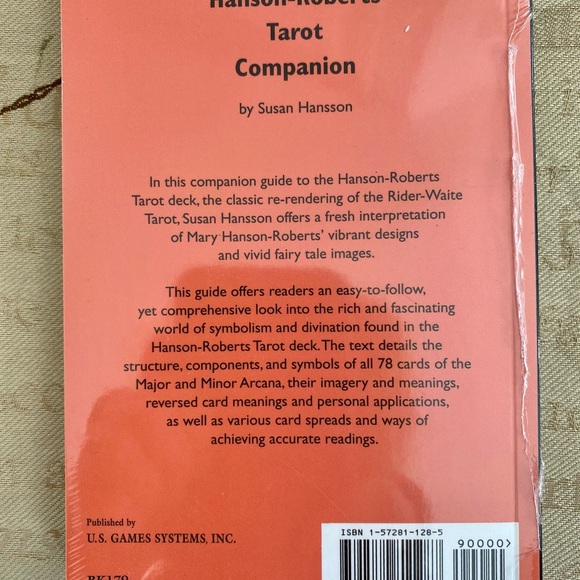 Hanson-Roberts
Tarot
Companion
by Susan Hansson
In this companion guide to the Hanson-Roberts
Tarot deck, the classic re-rendering of the Rider-Waite
Tarot, Susan Hansson offers a fresh interpretation
of Mary Hanson-Roberts' vibrant designs
and vivid fairy tale images.
This guide offers readers an easy-to-follow,
yet comprehensive look into the rich and fascinating
world of symbolism and divination found in the
Hanson-Roberts Tarot deck. The text details the
structure, components, and symbols of all 78 cards of the
Major and Minor Arcana, their imagery and meanings,
reversed card meanings and personal applications,
as well as various card spreads and ways of
achieving accurate readings.
Published by
U.S. GAMES SYSTEMS, INC.
ISBN 1-57281-128-5
90000>
BK179